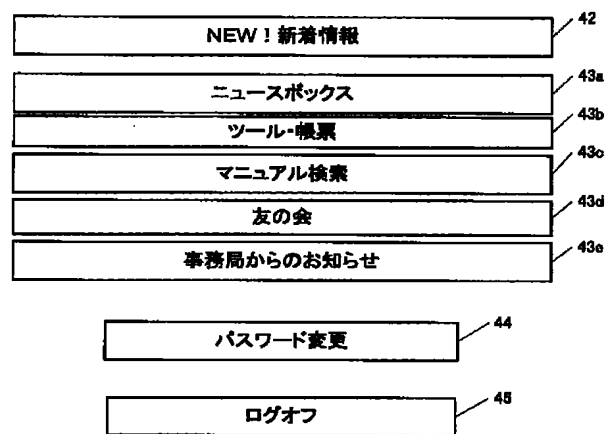 NEW！新着情報 42
ニュースボックス 43a
ツール・帳票 43b
マニュアル検索 43c
友の会 43d
事務局からのお知らせ 43e
パスワード変更 44
ログオフ 45